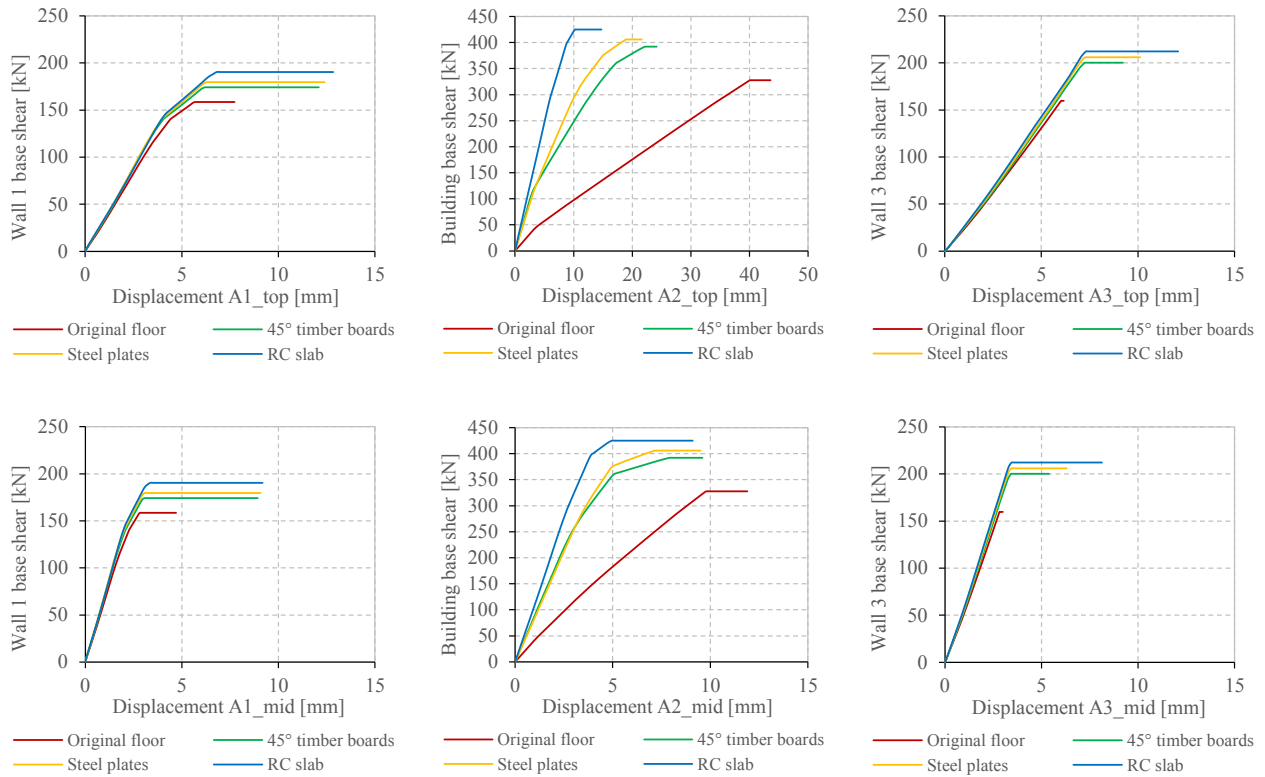 Wall 1 base shear [kN]
250
200
150
100
50
0
0 5 10 15
Displacement A1_top [mm]
Original floor 45° timber boards
Steel plates RC slab
Building base shear [kN]
450
400
350
300
250
200
150
100
50
0
0 10 20 30 40 50
Displacement A2_top [mm]
Original floor 45° timber boards
Steel plates RC slab
Wall 3 base shear [kN]
250
200
150
100
50
0
0 5 10 15
Displacement A3_top [mm]
Original floor 45° timber boards
Steel plates RC slab
Wall 1 base shear [kN]
250
200
150
100
50
0
0 5 10 15
Displacement A1_mid [mm]
Original floor 45° timber boards
Steel plates RC slab
Building base shear [kN]
450
400
350
300
250
200
150
100
50
0
0 5 10 15
Displacement A2_mid [mm]
Original floor 45° timber boards
Steel plates RC slab
Wall 3 base shear [kN]
250
200
150
100
50
0
0 5 10 15
Displacement A3_mid [mm]
Original floor 45° timber boards
Steel plates RC slab